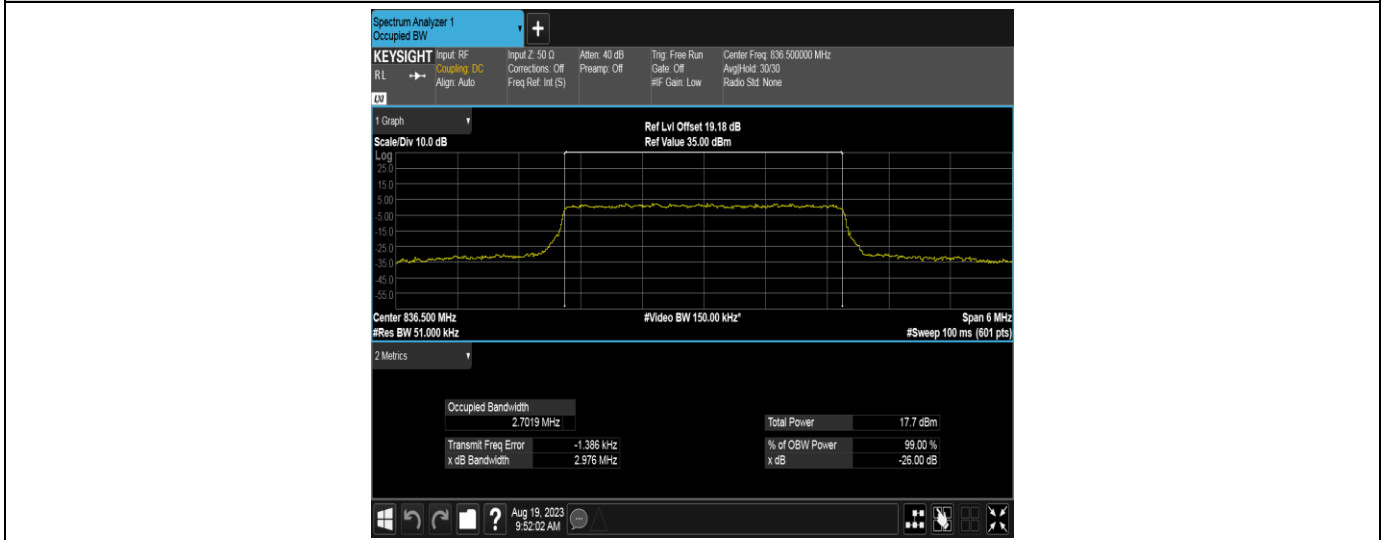 Spectrum Analyzer 1
Occupied BW
+
KEYSIGHT Input: RF Input Z: 50 Ω Atten: 40 dB Trig: Free Run Center Freq: 836.500000 MHz
RL Coupling: DC Corrections: Off Preamp: Off Gate: Off Avg|Hold: 30/30
Align: Auto Freq Ref: Int (S) #IF Gain: Low Radio Std: None
LXI
1 Graph
Ref Lvl Offset 19.18 dB
Scale/Div 10.0 dB Ref Value 35.00 dBm
Log
25.0
15.0
5.00
-5.00
-15.0
-25.0
-35.0
-45.0
-55.0
Center 836.500 MHz #Video BW 150.00 kHz* Span 6 MHz
#Res BW 51.000 kHz #Sweep 100 ms (601 pts)
2 Metrics
Occupied Bandwidth
2.7019 MHz Total Power 17.7 dBm
Transmit Freq Error -1.386 kHz % of OBW Power 99.00 %
x dB Bandwidth 2.976 MHz x dB -26.00 dB
? Aug 19, 2023
9:52:02 AM